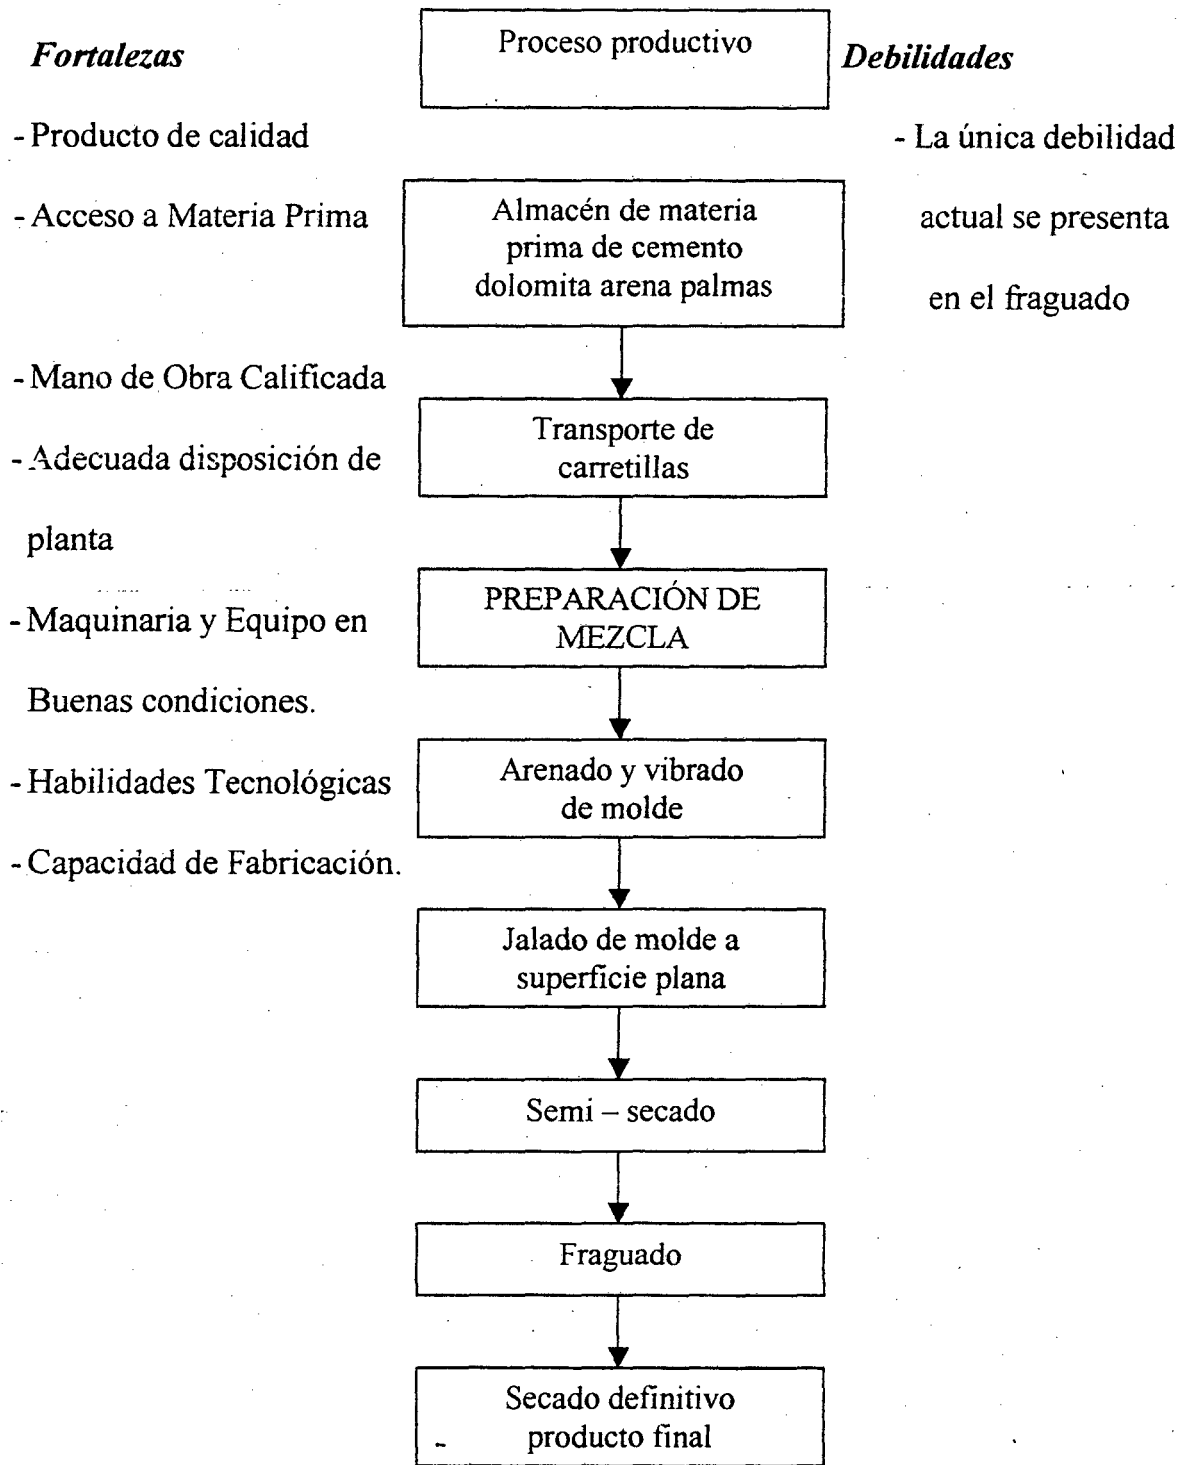 Fortalezas
- Producto de calidad
- Acceso a Materia Prima
- Mano de Obra Calificada
- Adecuada disposición de
planta
- Maquinaria y Equipo en
Buenas condiciones.
- Habilidades Tecnológicas
- Capacidad de Fabricación.
Proceso productivo
Almacén de materia
prima de cemento
dolomita arena palmas
Transporte de
carretillas
PREPARACIÓN DE
MEZCLA
Arenado y vibrado
de molde
Jalado de molde a
superficie plana
Semi – secado
Fraguado
Secado definitivo
producto final
Debilidades
- La única debilidad
actual se presenta
en el fraguado